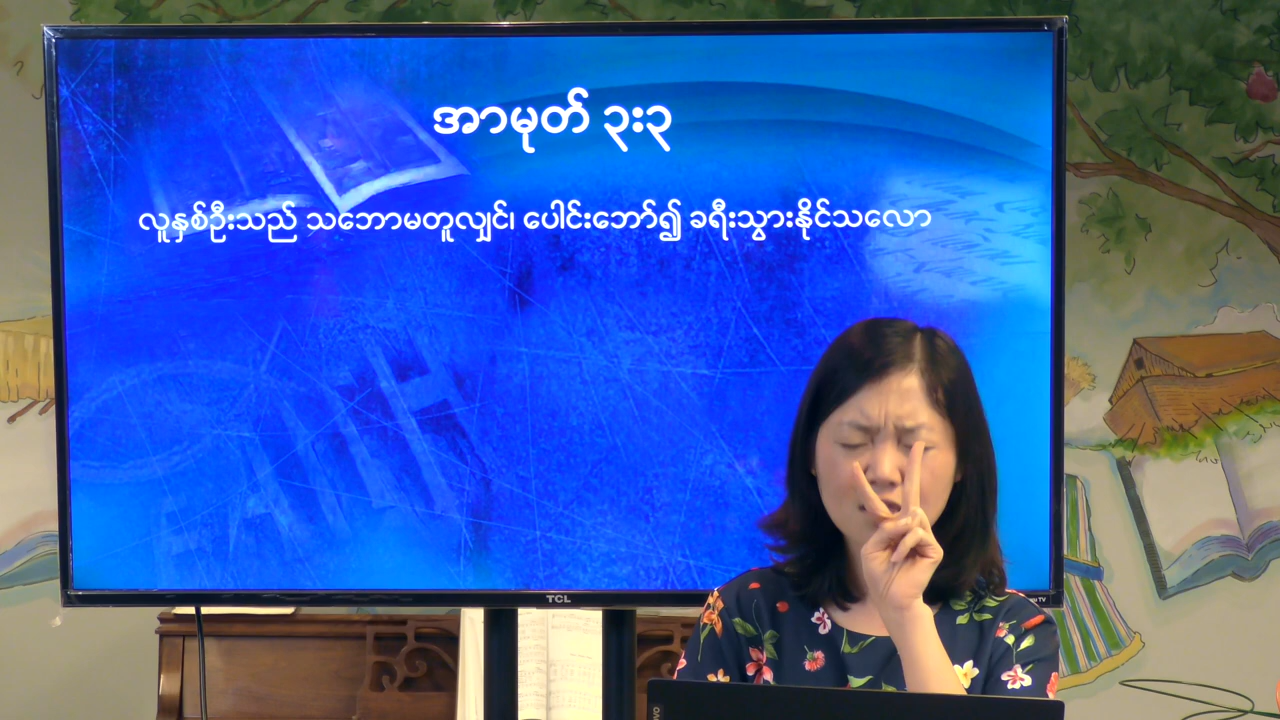 အာမုတ် ၃း၃
လူနှစ်ဦးသည် သဘောမတူလျှင်၊ ပေါင်းဘော်၍ ခရီးသွားနိုင်သလော
TCL